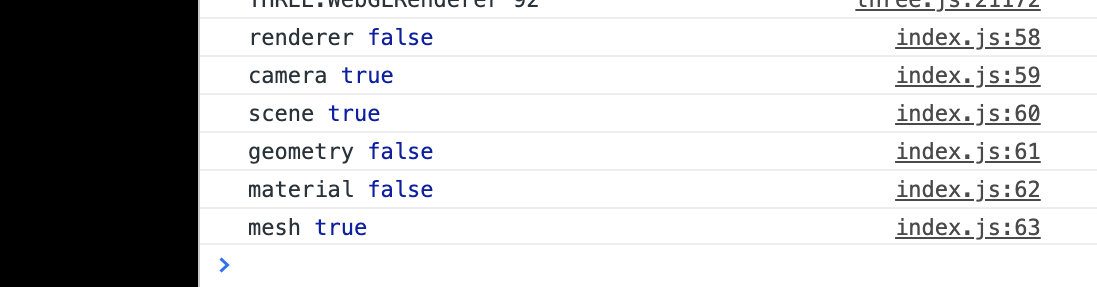 THREE.WebGLRenderer 92 three.js:21172
renderer false index.js:58
camera true index.js:59
scene true index.js:60
geometry false index.js:61
material false index.js:62
mesh true index.js:63
>